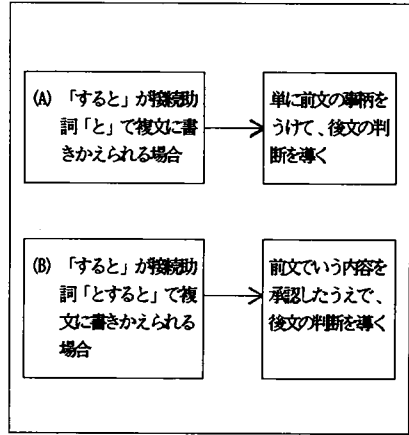 (A) 「すると」が接続助
詞「と」で複文に書
きかえられる場合
単に前文の事柄を
うけて、後文の判
断を導く
(B) 「すると」が接続助
詞「とすると」で複
文に書きかえられる
場合
前文でいう内容を
承認したうえで、
後文の判断を導く